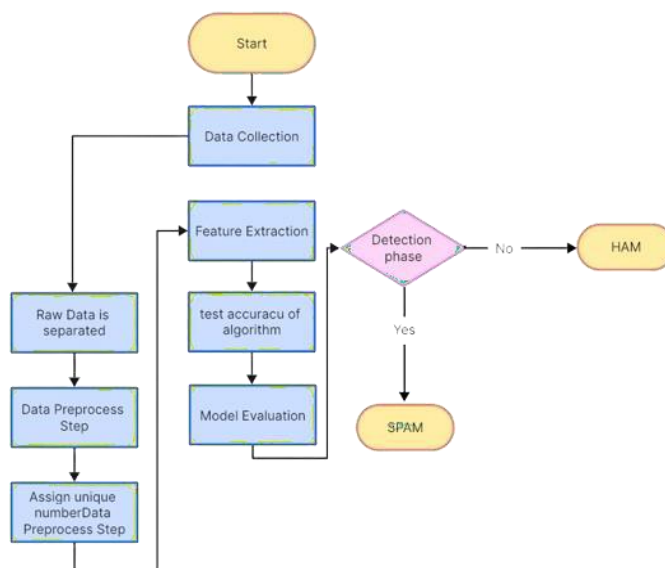 Start
Data Collection
Raw Data is
separated
Data Preprocess
Step
Assign unique
numberData
Preprocess Step
Feature Extraction
test accuracu of
algorithm
Model Evaluation
Detection
phase
No
HAM
Yes
SPAM